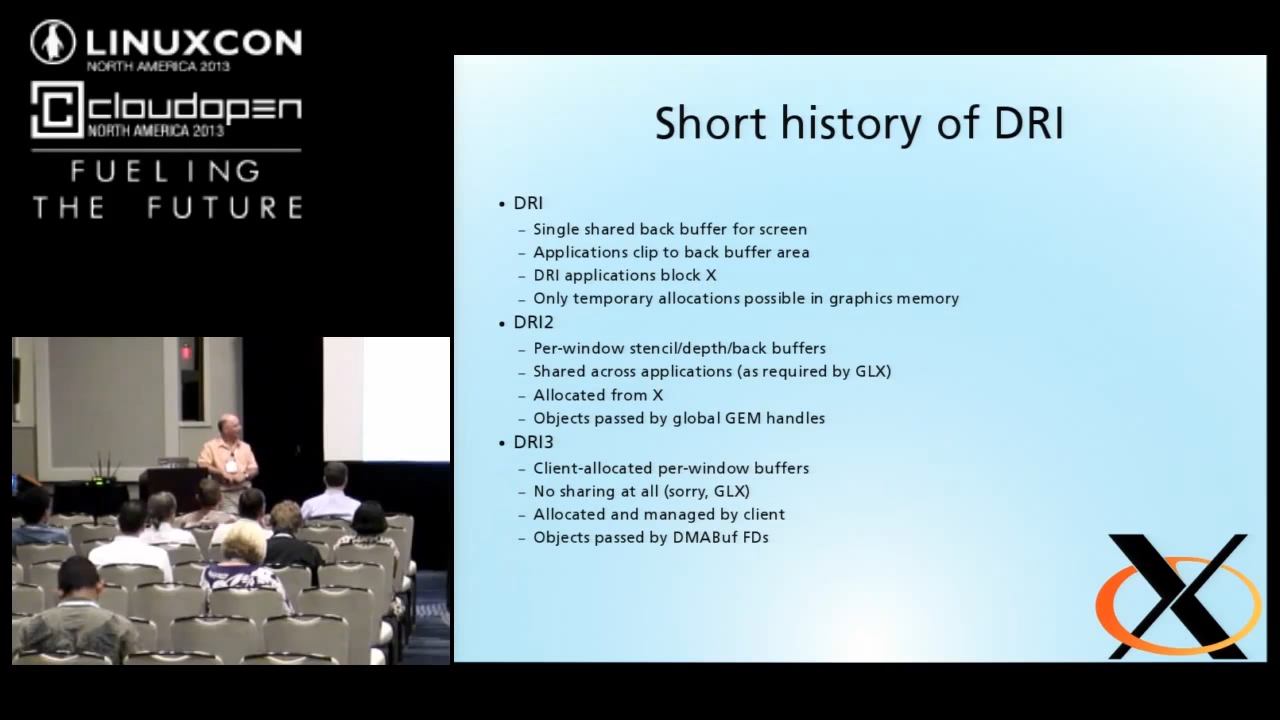 LINUXCON
NORTH AMERICA 2013
cloudopen
NORTH AMERICA 2013
FUELING
THE FUTURE
Short history of DRI
• DRI
– Single shared back buffer for screen
– Applications clip to back buffer area
– DRI applications block X
– Only temporary allocations possible in graphics memory
• DRI2
– Per-window stencil/depth/back buffers
– Shared across applications (as required by GLX)
– Allocated from X
– Objects passed by global GEM handles
• DRI3
– Client-allocated per-window buffers
– No sharing at all (sorry, GLX)
– Allocated and managed by client
– Objects passed by DMABuf FDs
X